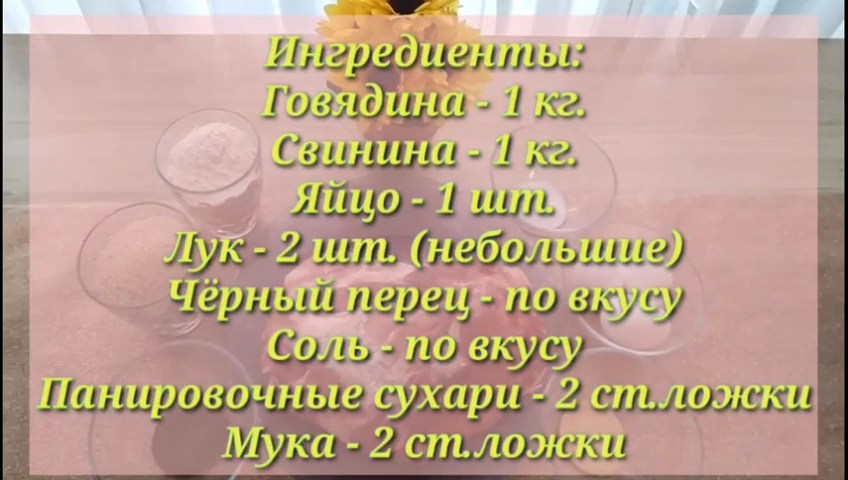 Ингредиенты:
Говядина - 1 кг.
Свинина - 1 кг.
Яйцо - 1 шт.
Лук - 2 шт. (небольшие)
Чёрный перец - по вкусу
Соль - по вкусу
Панировочные сухари - 2 ст.ложки
Мука - 2 ст.ложки